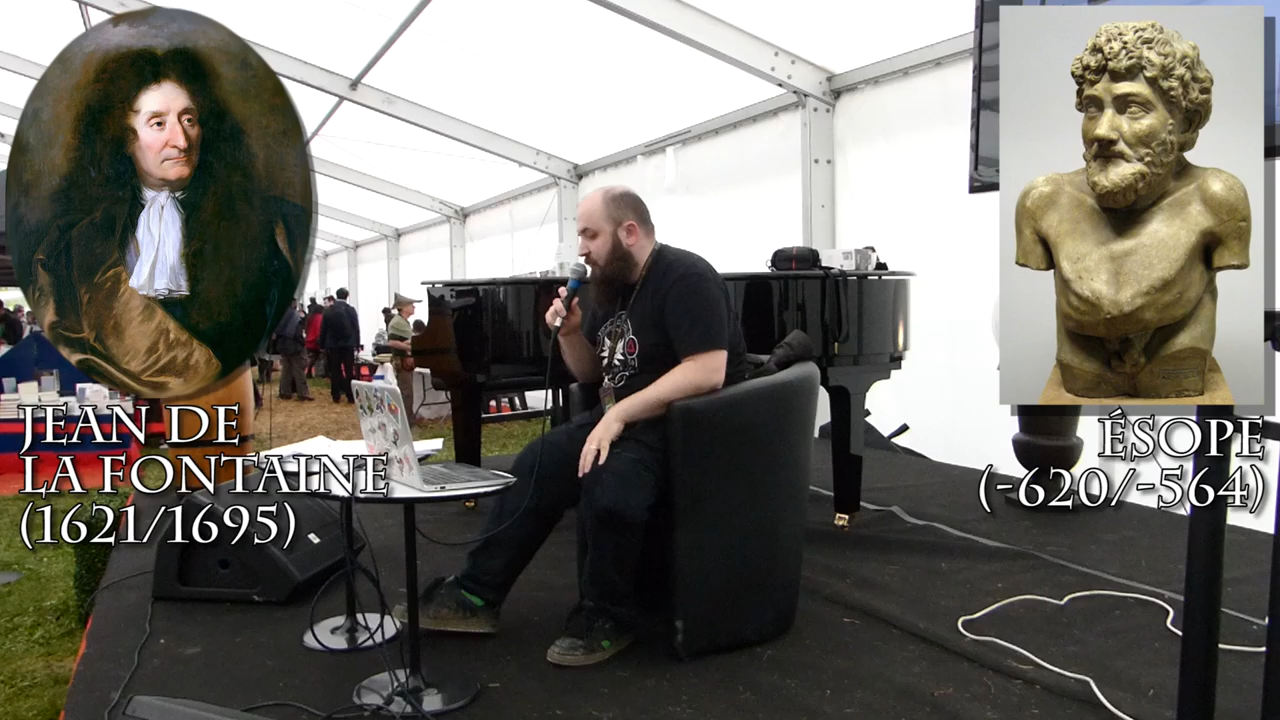 JEAN DE
LA FONTAINE
(1621/1695)
ÉSOPE
(-620/-564)